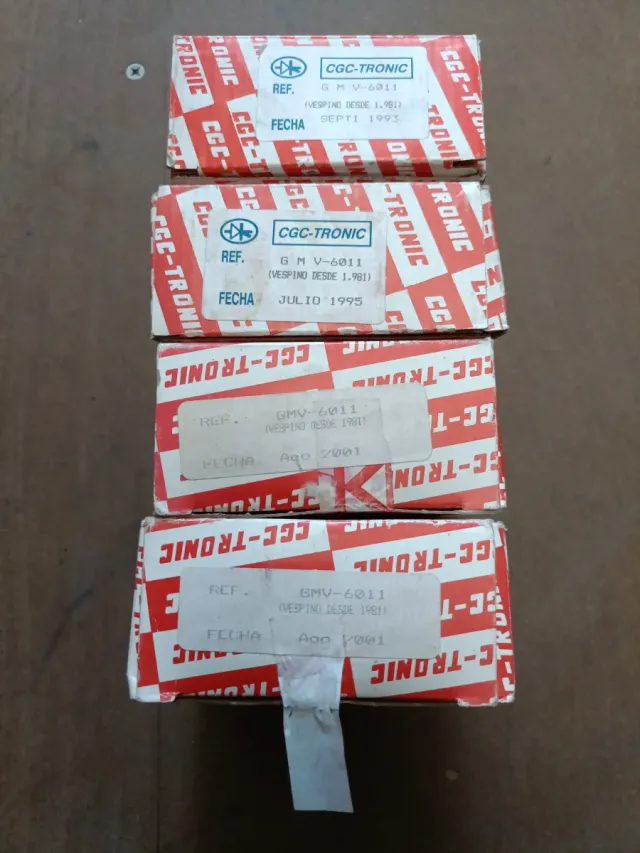 CGC-TRONIC
REF. G M V-6011
(VESPINO DESDE 1.981)
FECHA SEPTI 1993
CGC-TRONIC
REF. G M V-6011
(VESPINO DESDE 1.981)
FECHA JULIO 1995
CGC-TRONIC
REF. GMV-6011
(VESPINO DESDE 1981)
FECHA Ago 2001
CGC-TRONIC
REF. GMV-6011
(VESPINO DESDE 1981)
FECHA Ago 2001
CGC-TRONIC